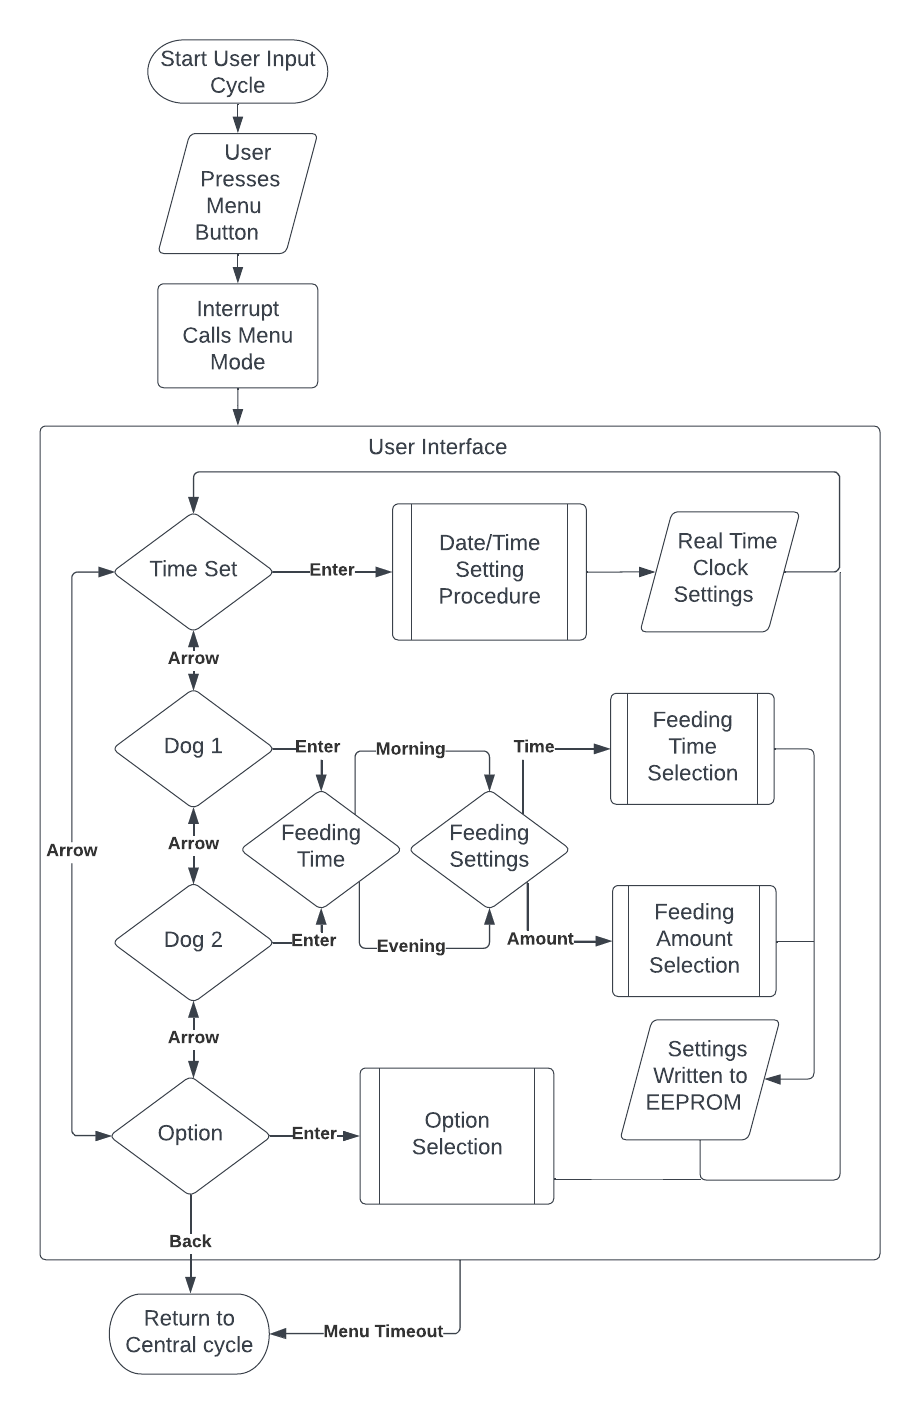 Start User Input
Cycle
User
Presses
Menu
Button
Interrupt
Calls Menu
Mode
User Interface
Time Set
Enter
Date/Time
Setting
Procedure
Real Time
Clock
Settings
Arrow
Dog 1
Enter
Morning
Time
Feeding
Time
Selection
Arrow
Arrow
Feeding
Time
Feeding
Settings
Dog 2
Enter
Evening
Amount
Feeding
Amount
Selection
Arrow
Settings
Written to
EEPROM
Option
Enter
Option
Selection
Back
Return to
Central cycle
Menu Timeout